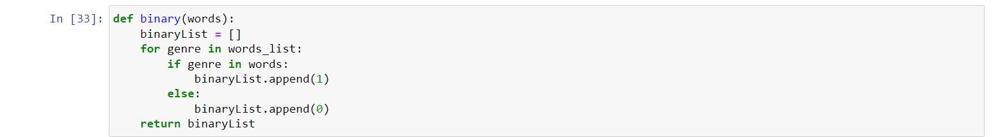 In [33]: def binary(words):
    binaryList = []
    for genre in words_list:
        if genre in words:
            binaryList.append(1)
        else:
            binaryList.append(0)
    return binaryList